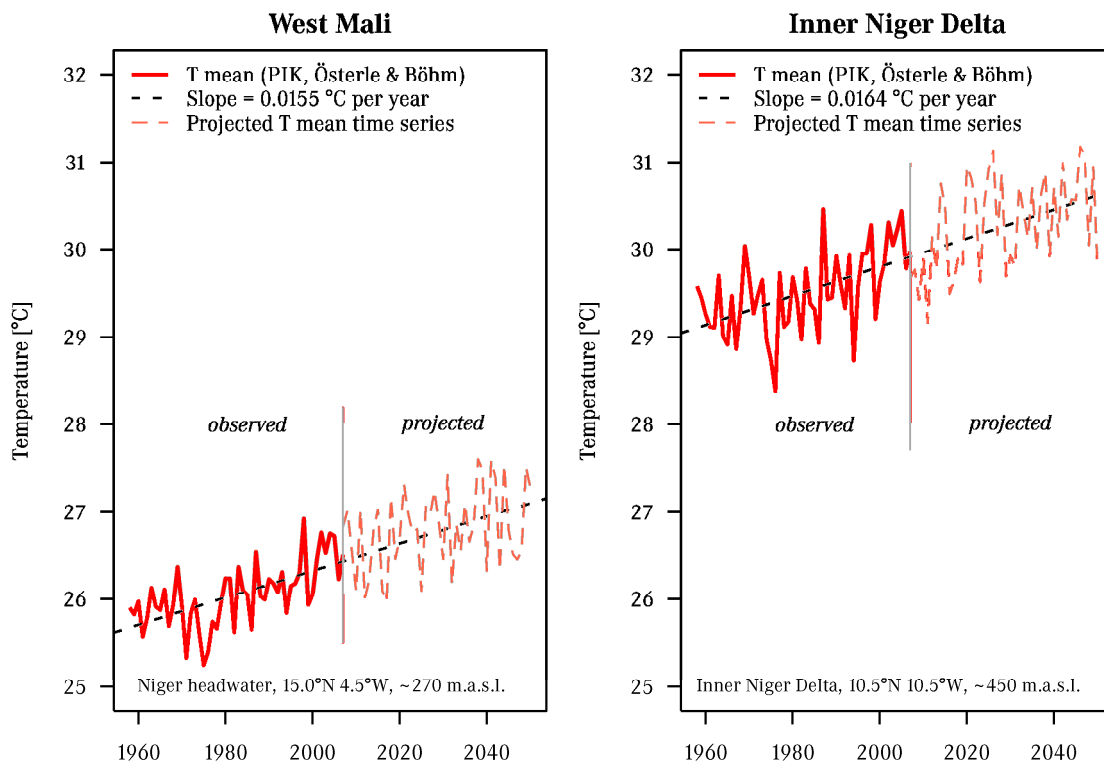 West Mali
T mean (PIK, Österle & Böhm)
Slope = 0.0155 °C per year
Projected T mean time series
Temperature [°C]
32
31
30
29
28
27
26
25
observed
projected
Niger headwater, 15.0°N 4.5°W, ~270 m.a.s.l.
1960 1980 2000 2020 2040
Inner Niger Delta
T mean (PIK, Österle & Böhm)
Slope = 0.0164 °C per year
Projected T mean time series
Temperature [°C]
32
31
30
29
28
27
26
25
observed
projected
Inner Niger Delta, 10.5°N 10.5°W, ~450 m.a.s.l.
1960 1980 2000 2020 2040